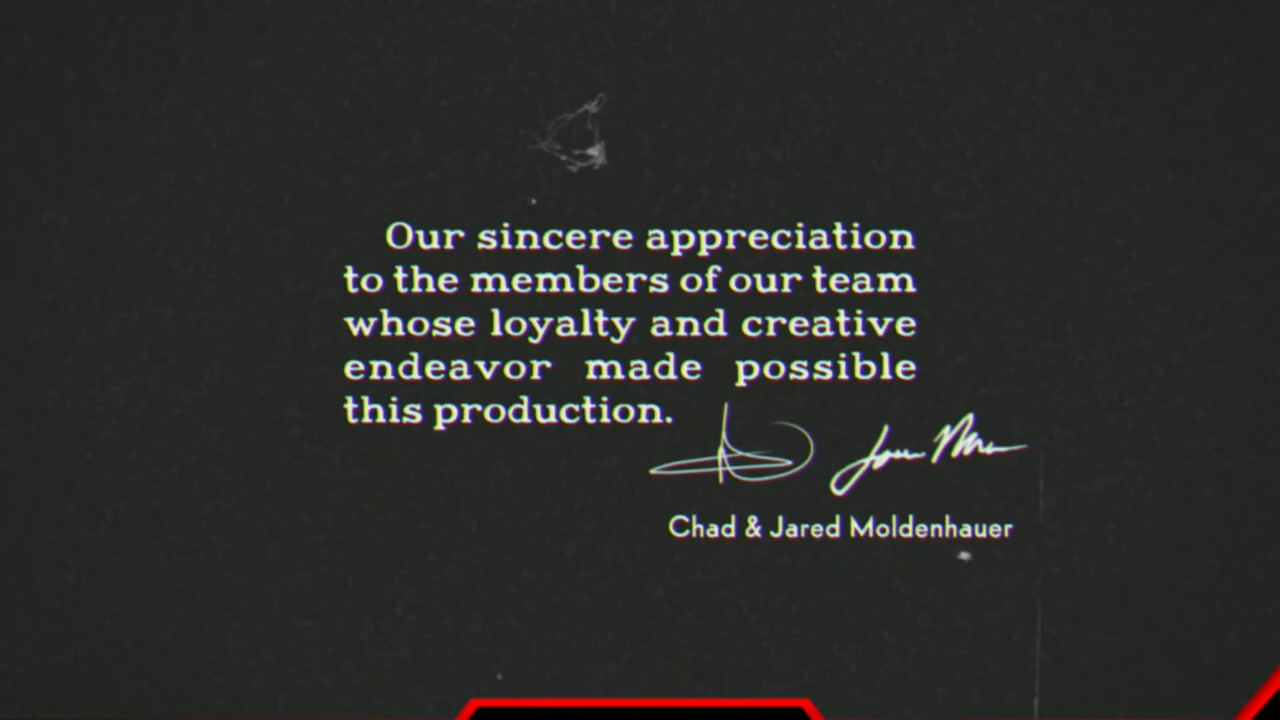 Our sincere appreciation
to the members of our team
whose loyalty and creative
endeavor made possible
this production.
Chad & Jared Moldenhauer